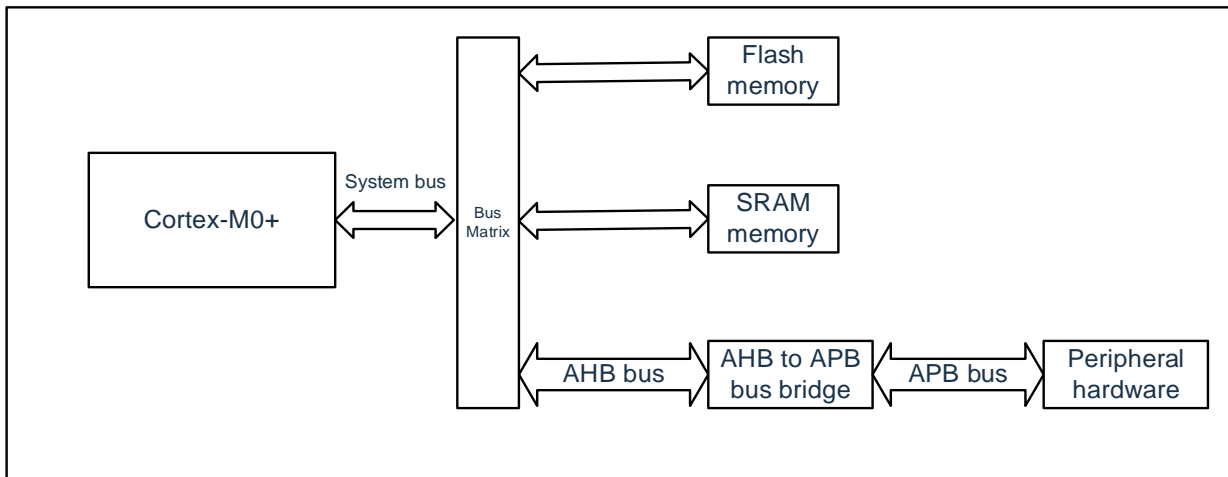 Flash
memory
System bus
Cortex-M0+
Bus
Matrix
SRAM
memory
AHB bus
AHB to APB
bus bridge
APB bus
Peripheral
hardware